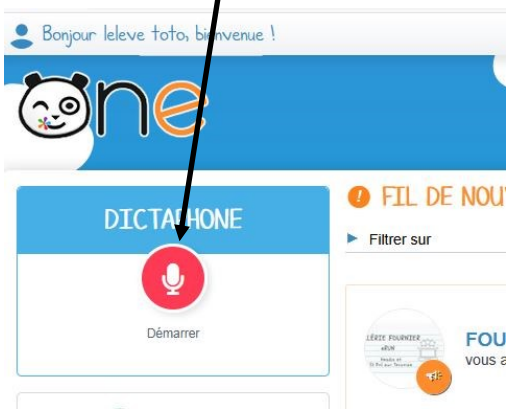 Bonjour leleve toto, bienvenue !
One
DICTAPHONE
Démarrer
FIL DE NOU
Filtrer sur
FOU
vous a